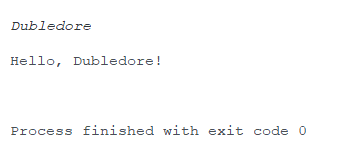 Dubledore
Hello, Dubledore!
Process finished with exit code 0